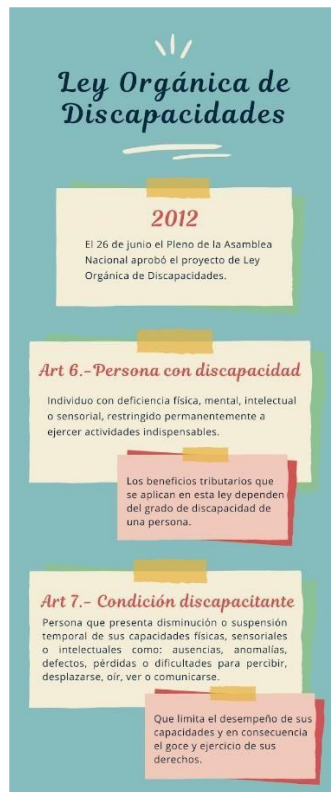 Ley Orgánica de
Discapacidades
2012
El 26 de junio el Pleno de la Asamblea
Nacional aprobó el proyecto de Ley
Orgánica de Discapacidades.
Art 6.-Persona con discapacidad
Individuo con deficiencia física, mental, intelectual
o sensorial, restringido permanentemente a
ejercer actividades indispensables.
Los beneficios tributarios que
se aplican en esta ley dependen
del grado de discapacidad de
una persona.
Art 7.- Condición discapacitante
Persona que presenta disminución o suspensión
temporal de sus capacidades físicas, sensoriales
o intelectuales como: ausencias, anomalías,
defectos, pérdidas o dificultades para percibir,
desplazarse, oír, ver o comunicarse.
Que limita el desempeño de sus
capacidades y en consecuencia
el goce y ejercicio de sus
derechos.